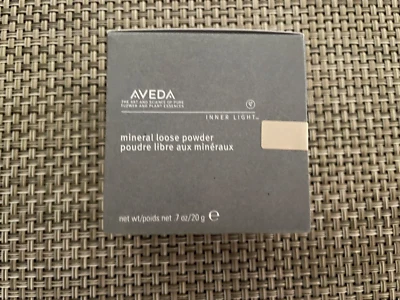 AVEDA
THE ART AND SCIENCE OF PURE
FLOWER AND PLANT ESSENCES
INNER LIGHT™
mineral loose powder
poudre libre aux minéraux
net wt/poids net .7 oz/20 g ℮